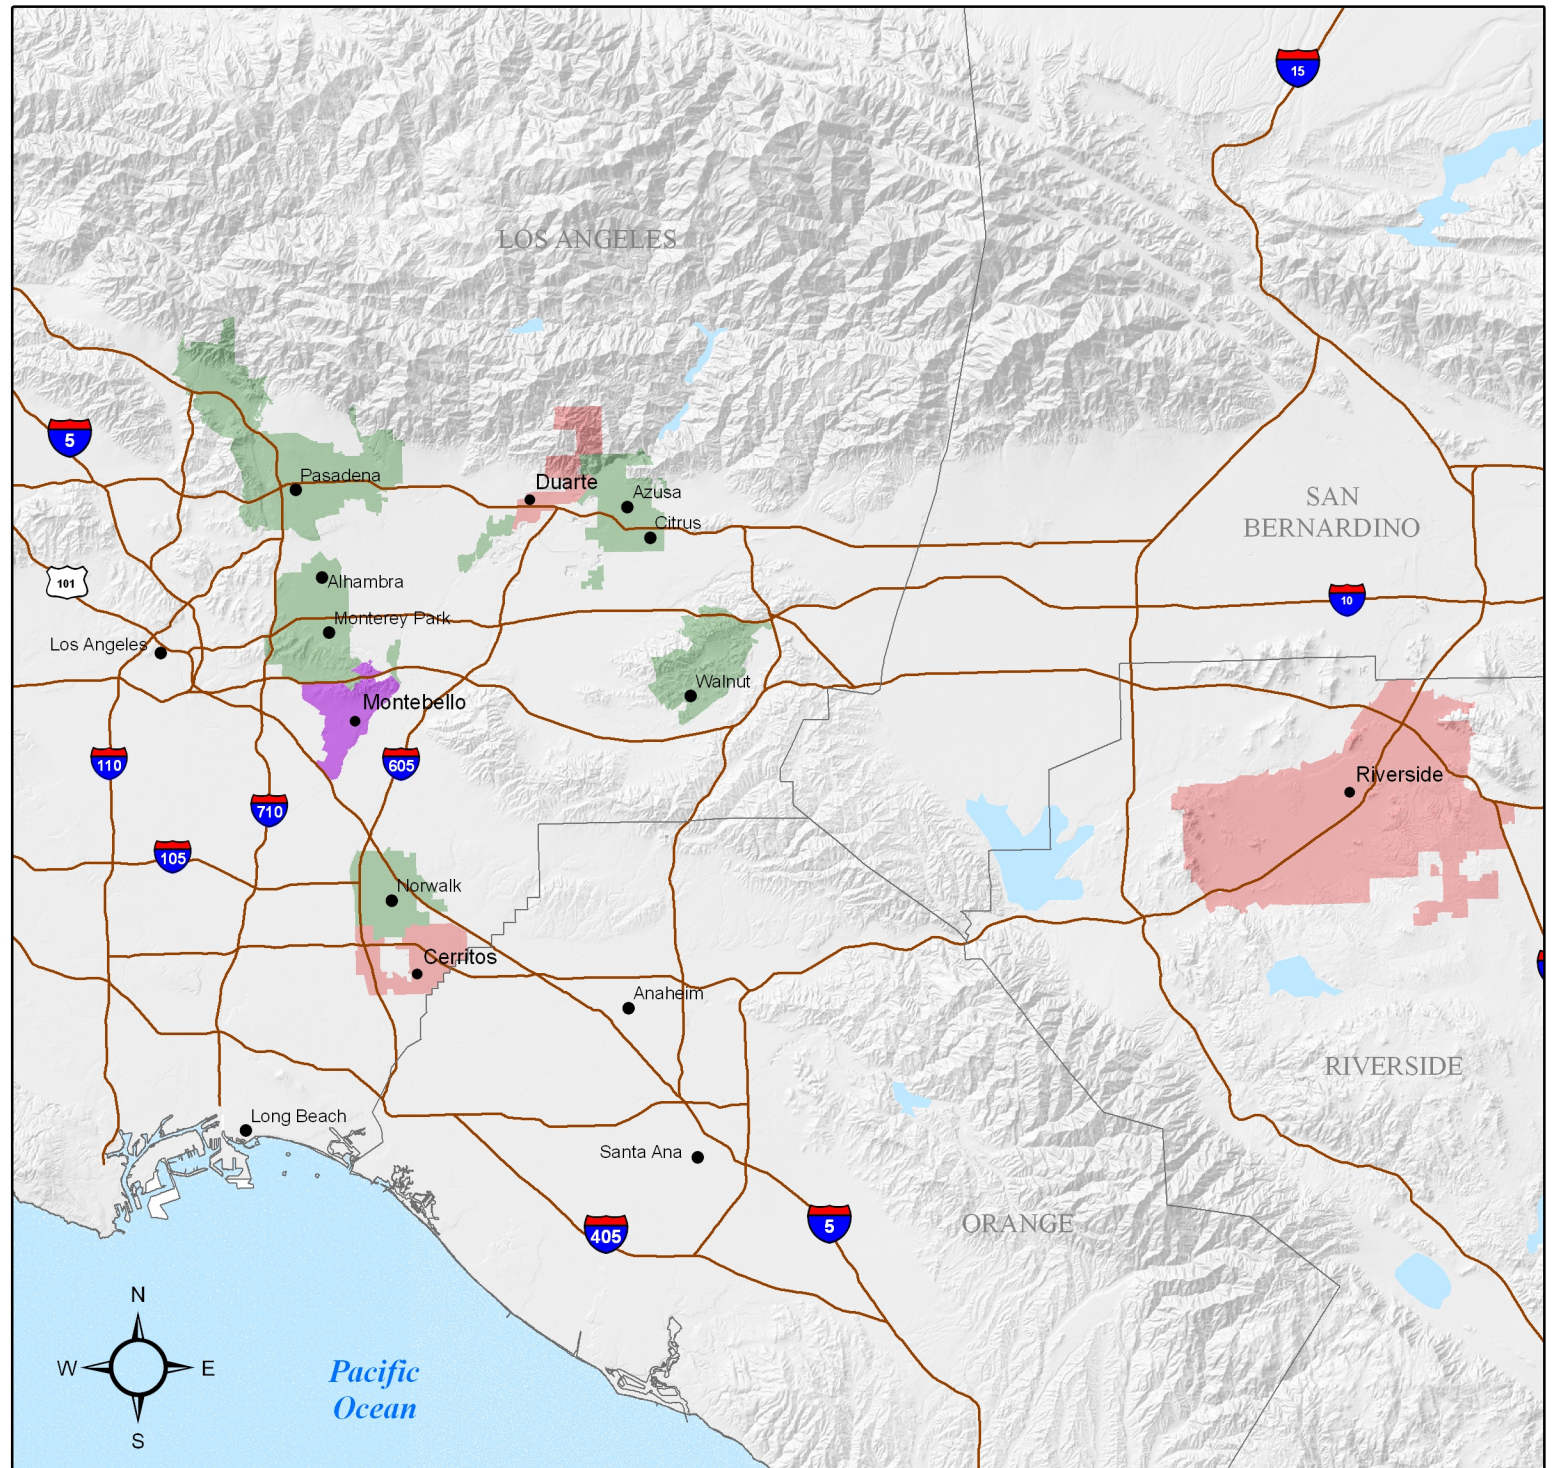 15
LOS ANGELES
5
Pasadena
Duarte
Azusa
Citrus
SAN
BERNARDINO
101
Alhambra
10
Monterey Park
Los Angeles
Walnut
Montebello
110
605
Riverside
710
105
Norwalk
Cerritos
Anaheim
RIVERSIDE
Long Beach
Santa Ana
405
5
ORANGE
N
W
E
S
Pacific
Ocean